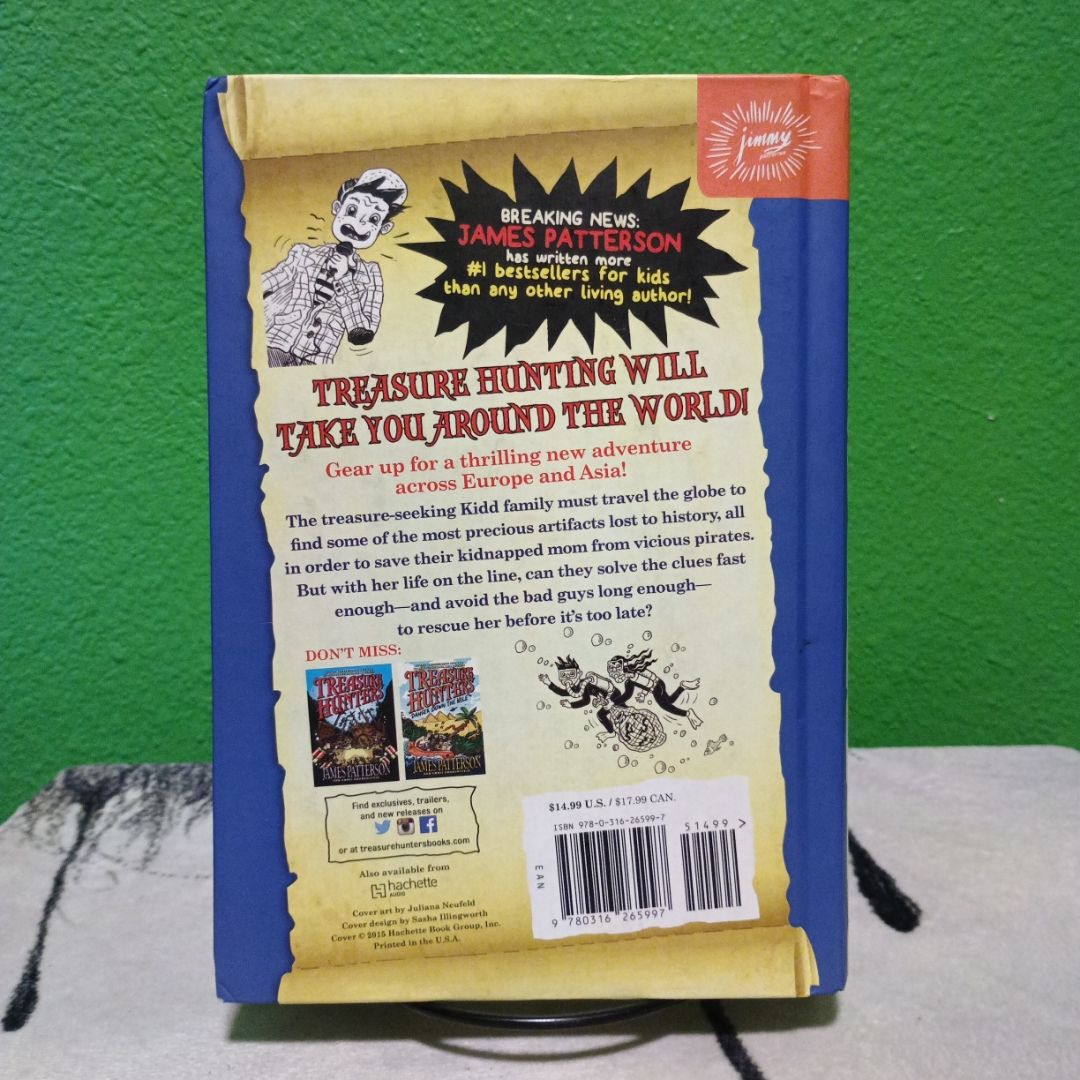 jimmy
BREAKING NEWS:
JAMES PATTERSON
has written more
#1 bestsellers for kids
than any other living author!
TREASURE HUNTING WILL
TAKE YOU AROUND THE WORLD!
Gear up for a thrilling new adventure
across Europe and Asia!
The treasure-seeking Kidd family must travel the globe to
find some of the most precious artifacts lost to history, all
in order to save their kidnapped mom from vicious pirates.
But with her life on the line, can they solve the clues fast
enough—and avoid the bad guys long enough—
to rescue her before it's too late?
DON'T MISS:
TREASURE
HUNTERS
JAMES PATTERSON
TREASURE
HUNTERS
DANGER DOWN THE NILE
JAMES PATTERSON
Find exclusives, trailers,
and new releases on
or at treasurehuntersbooks.com
Also available from
hachette
AUDIO
Cover art by Juliana Neufeld
Cover design by Sasha Illingworth
Cover © 2015 Hachette Book Group, Inc.
Printed in the U.S.A.
$14.99 U.S. / $17.99 CAN.
ISBN 978-0-316-26599-7
51499 >
EAN
9 780316 265997